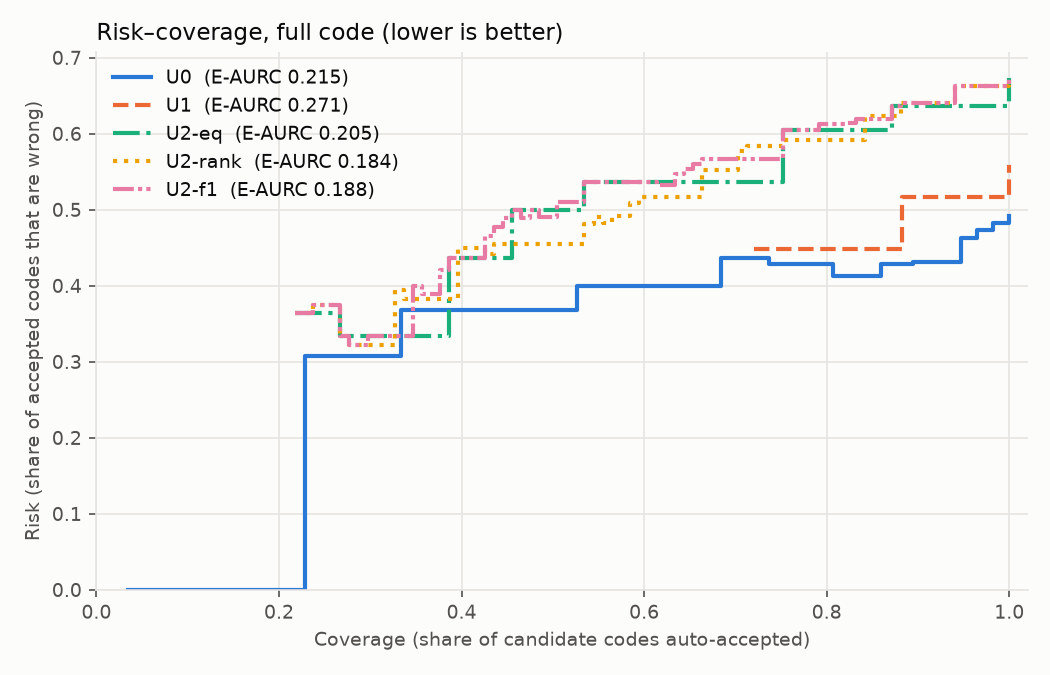 Risk–coverage, full code (lower is better)
U0 (E-AURC 0.215)
U1 (E-AURC 0.271)
U2-eq (E-AURC 0.205)
U2-rank (E-AURC 0.184)
U2-f1 (E-AURC 0.188)
Risk (share of accepted codes that are wrong)
0.7
0.6
0.5
0.4
0.3
0.2
0.1
0.0
0.0 0.2 0.4 0.6 0.8 1.0
Coverage (share of candidate codes auto-accepted)